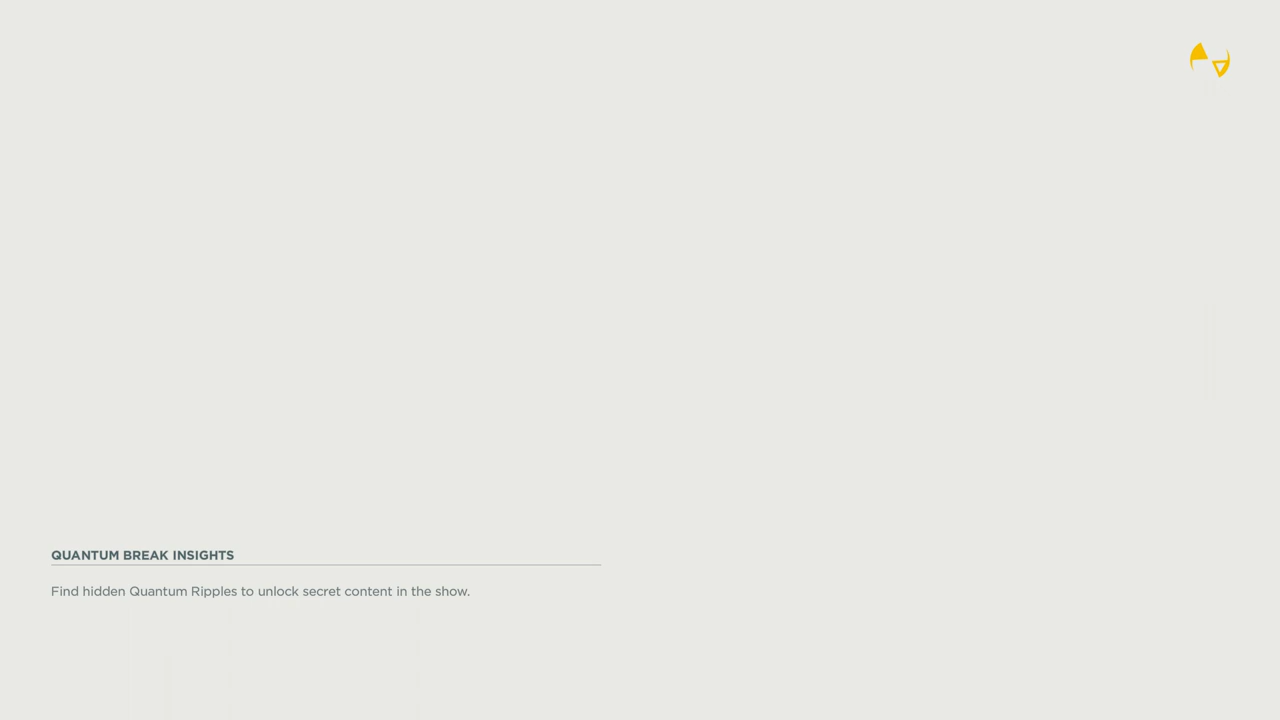 QUANTUM BREAK INSIGHTS
Find hidden Quantum Ripples to unlock secret content in the show.